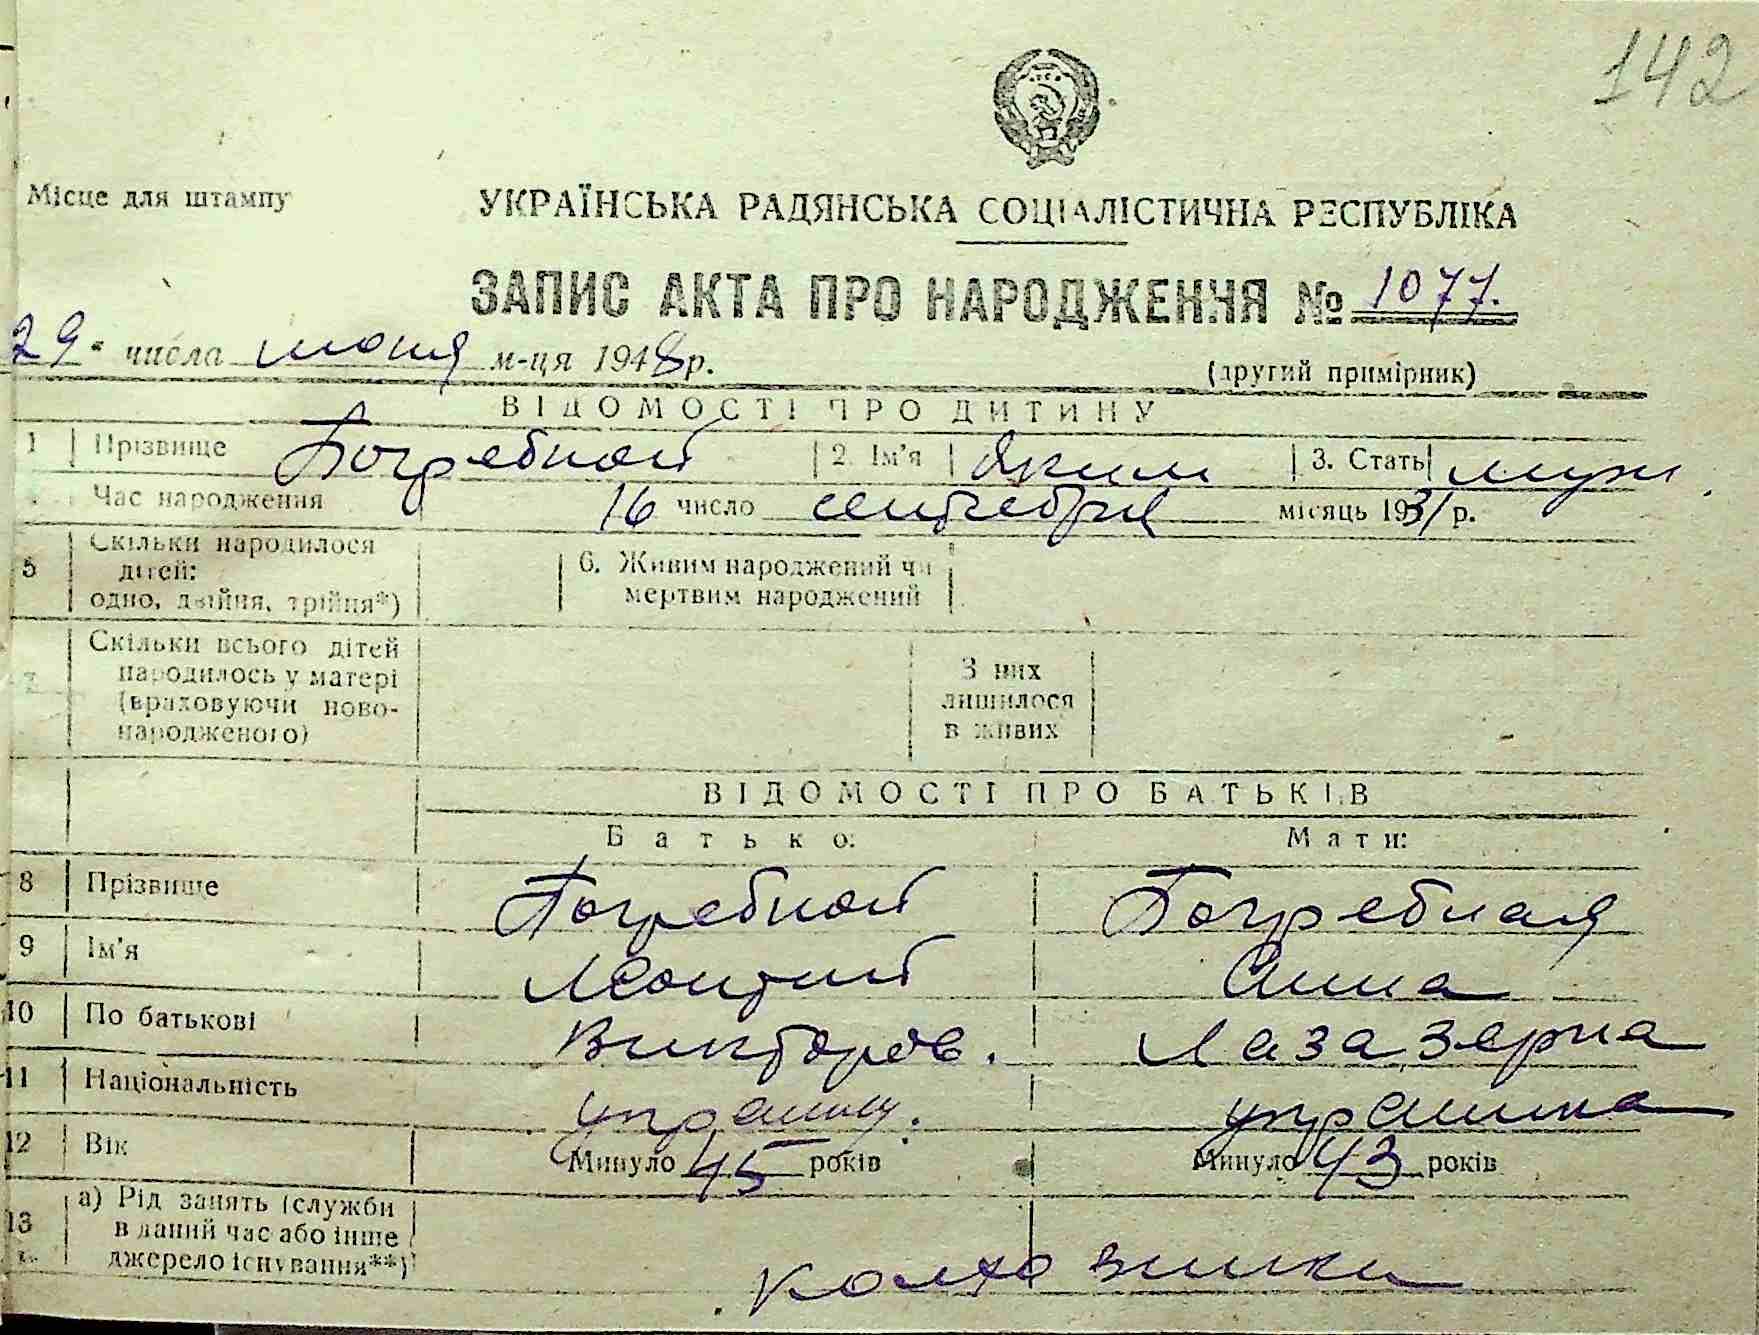 142
Місце для штампу
УКРАЇНСЬКА РАДЯНСЬКА СОЦІАЛІСТИЧНА РЕСПУБЛІКА
ЗАПИС АКТА ПРО НАРОДЖЕННЯ № 1077.
29 числа июня м-ця 1948 р.
(другий примірник)
ВІДОМОСТІ ПРО ДИТИНУ
1 Прізвище Погребной 2. Ім'я Яким 3. Стать муж
Час народження 16 число сентября місяць 1931 р.
5 Скільки народилося дітей: одно, двійня, трійня*) 6. Живим народжений чи мертвим народжений
7 Скільки всього дітей народилось у матері (враховуючи новонародженого) З них лишилося в живих
ВІДОМОСТІ ПРО БАТЬКІВ
Батько: Мати:
8 Прізвище Погребной Погребная
9 Ім'я Леонтий Анна
10 По батькові Викторов.
11 Національність украинц. украинка
12 Вік Минуло 45 років Минуло 43 років
13 а) Рід занять (служби в даний час або інше джерело існування**)
колхозники